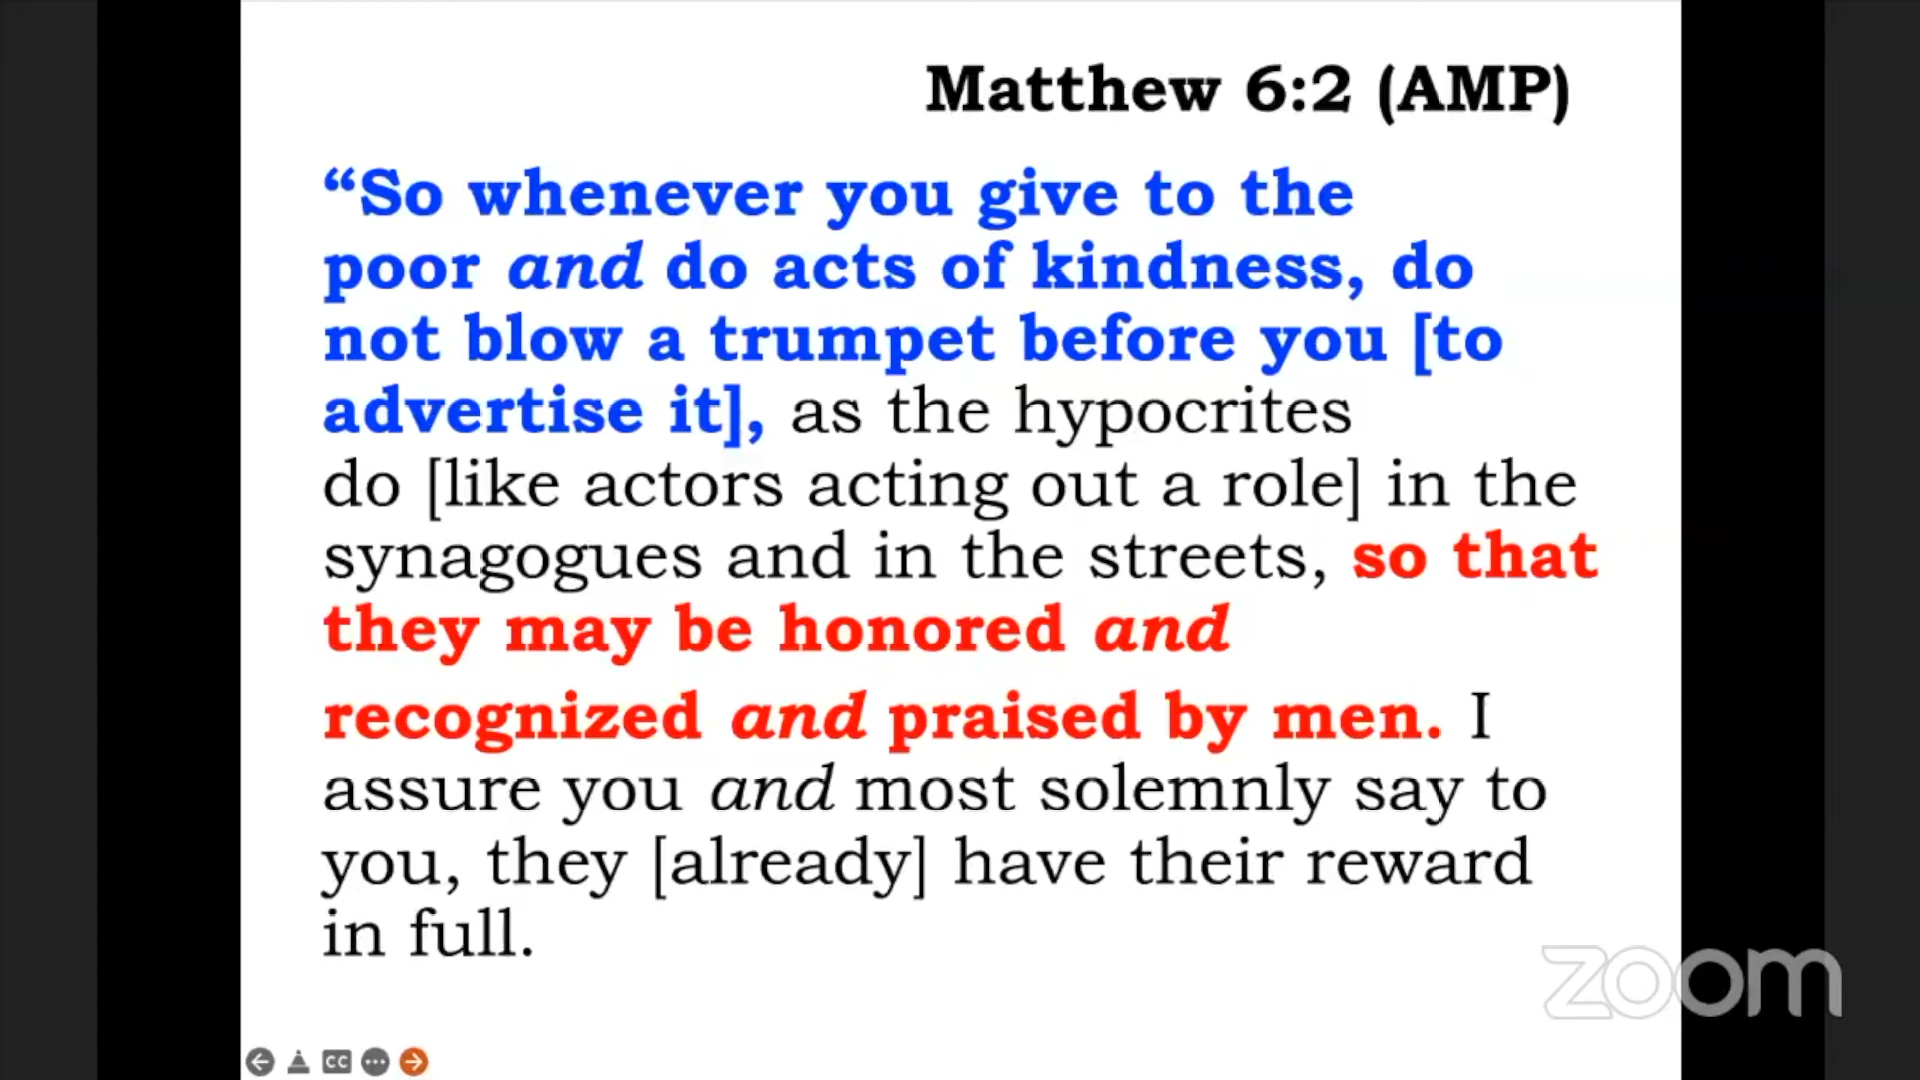 Matthew 6:2 (AMP)
“So whenever you give to the
poor and do acts of kindness, do
not blow a trumpet before you [to
advertise it], as the hypocrites
do [like actors acting out a role] in the
synagogues and in the streets, so that
they may be honored and
recognized and praised by men. I
assure you and most solemnly say to
you, they [already] have their reward
in full.
zoom
CC